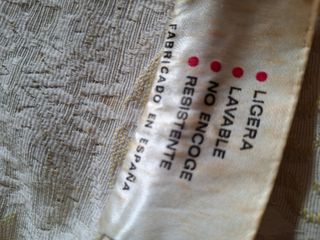 ● LIGERA
● LAVABLE
● NO ENCOGE
● RESISTENTE
FABRICADO EN ESPAÑA